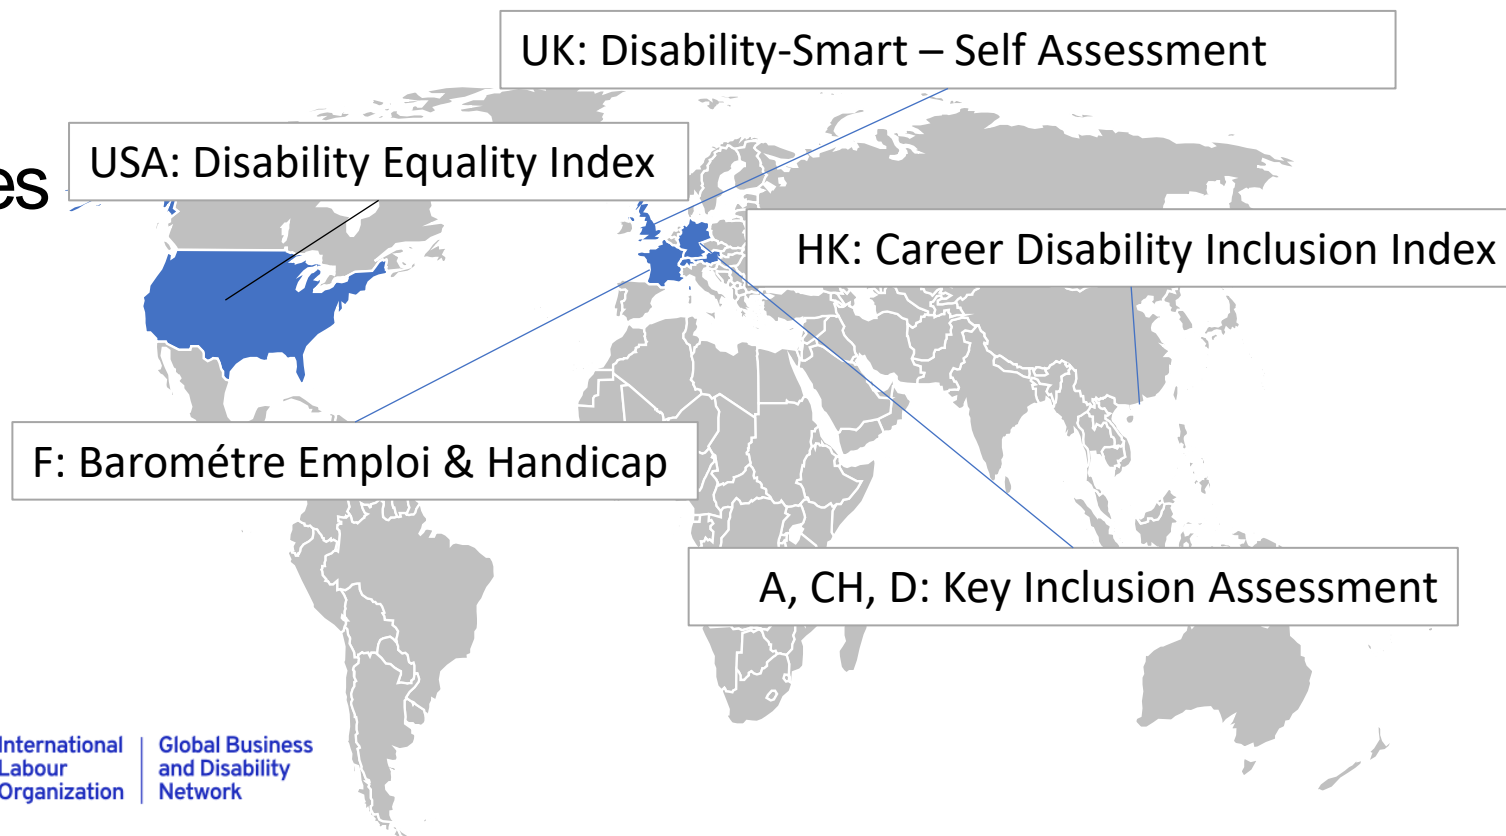 UK: Disability-Smart – Self Assessment
USA: Disability Equality Index
es
HK: Career Disability Inclusion Index
F: Barométre Emploi & Handicap
A, CH, D: Key Inclusion Assessment
International
Labour
Organization
Global Business
and Disability
Network